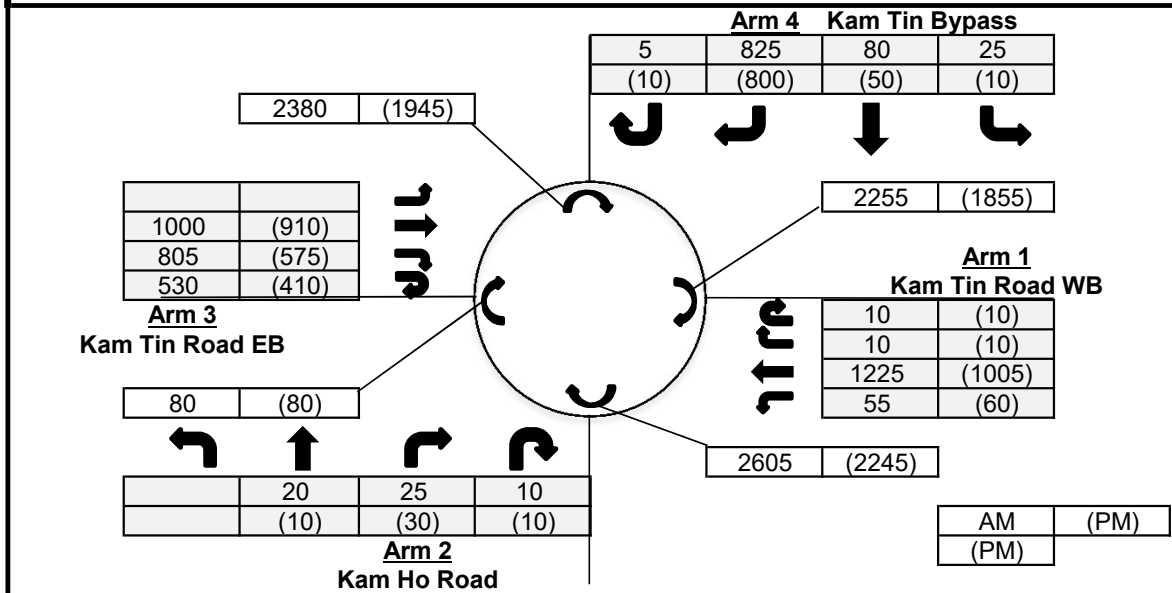 Arm 4 Kam Tin Bypass
5 825 80 25
(10) (800) (50) (10)
2380 (1945)
2255 (1855)
1000 (910)
805 (575)
530 (410)
Arm 3
Kam Tin Road EB
Arm 1
Kam Tin Road WB
10 (10)
10 (10)
1225 (1005)
55 (60)
80 (80)
2605 (2245)
20 25 10
(10) (30) (10)
Arm 2
Kam Ho Road
AM (PM)
(PM)